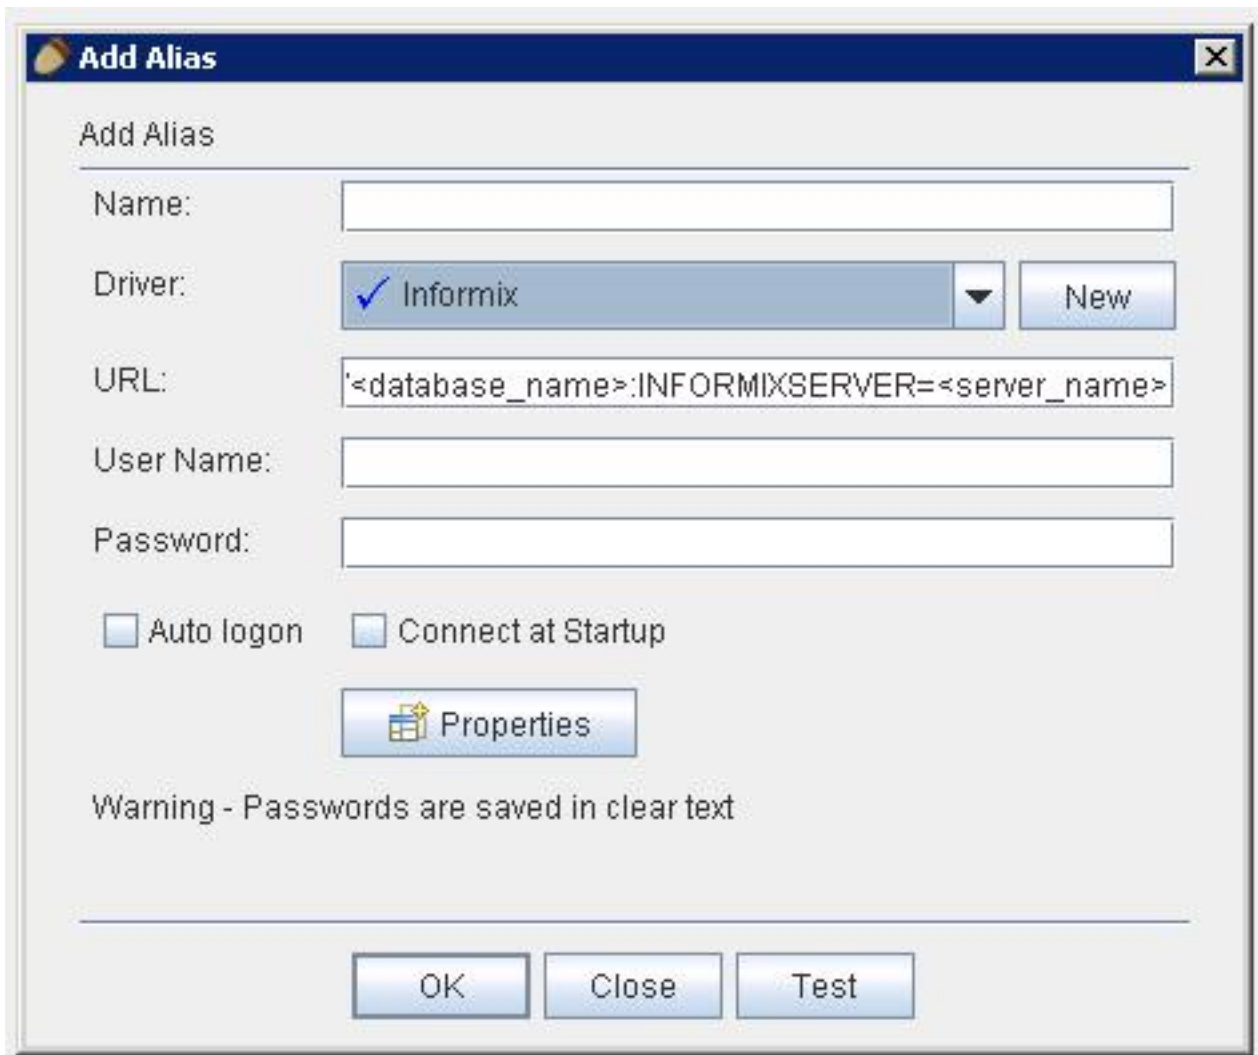 Add Alias
Add Alias
Name:
Driver:
Informix
New
URL:
<database_name>:INFORMIXSERVER=<server_name>
User Name:
Password:
Auto logon
Connect at Startup
Properties
Warning - Passwords are saved in clear text
OK
Close
Test